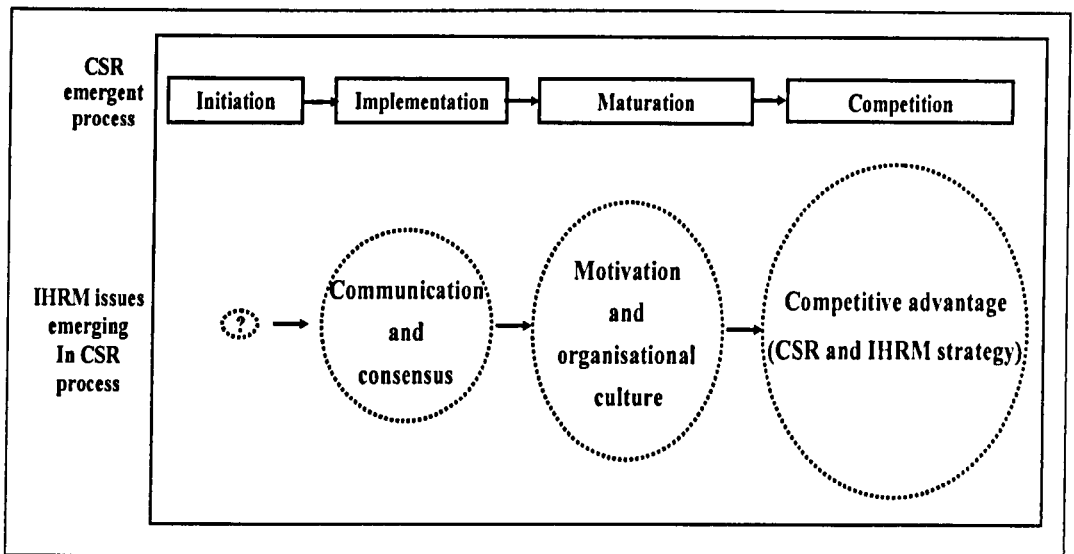 CSR
emergent
process
Initiation
Implementation
Maturation
Competition
IHRM issues
emerging
In CSR
process
?
Communication
and
consensus
Motivation
and
organisational
culture
Competitive advantage
(CSR and IHRM strategy)